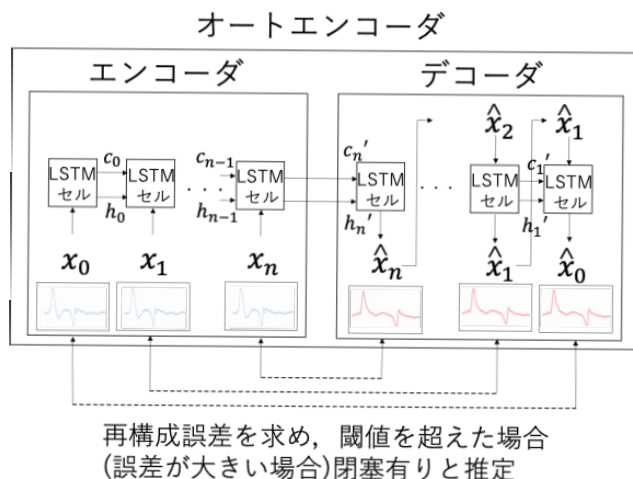 オートエンコーダ
エンコーダ
デコーダ
x̂₂
x̂₁
LSTM
セル
c₀
h₀
LSTM
セル
. . .
cₙ₋₁
hₙ₋₁
LSTM
セル
cₙ′
hₙ′
LSTM
セル
. . .
LSTM
セル
c₁′
h₁′
LSTM
セル
x₀
x₁
xₙ
x̂ₙ
x̂₁
x̂₀
再構成誤差を求め，閾値を超えた場合
(誤差が大きい場合)閉塞有りと推定